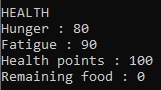 HEALTH
Hunger : 80
Fatigue : 90
Health points : 100
Remaining food : 0